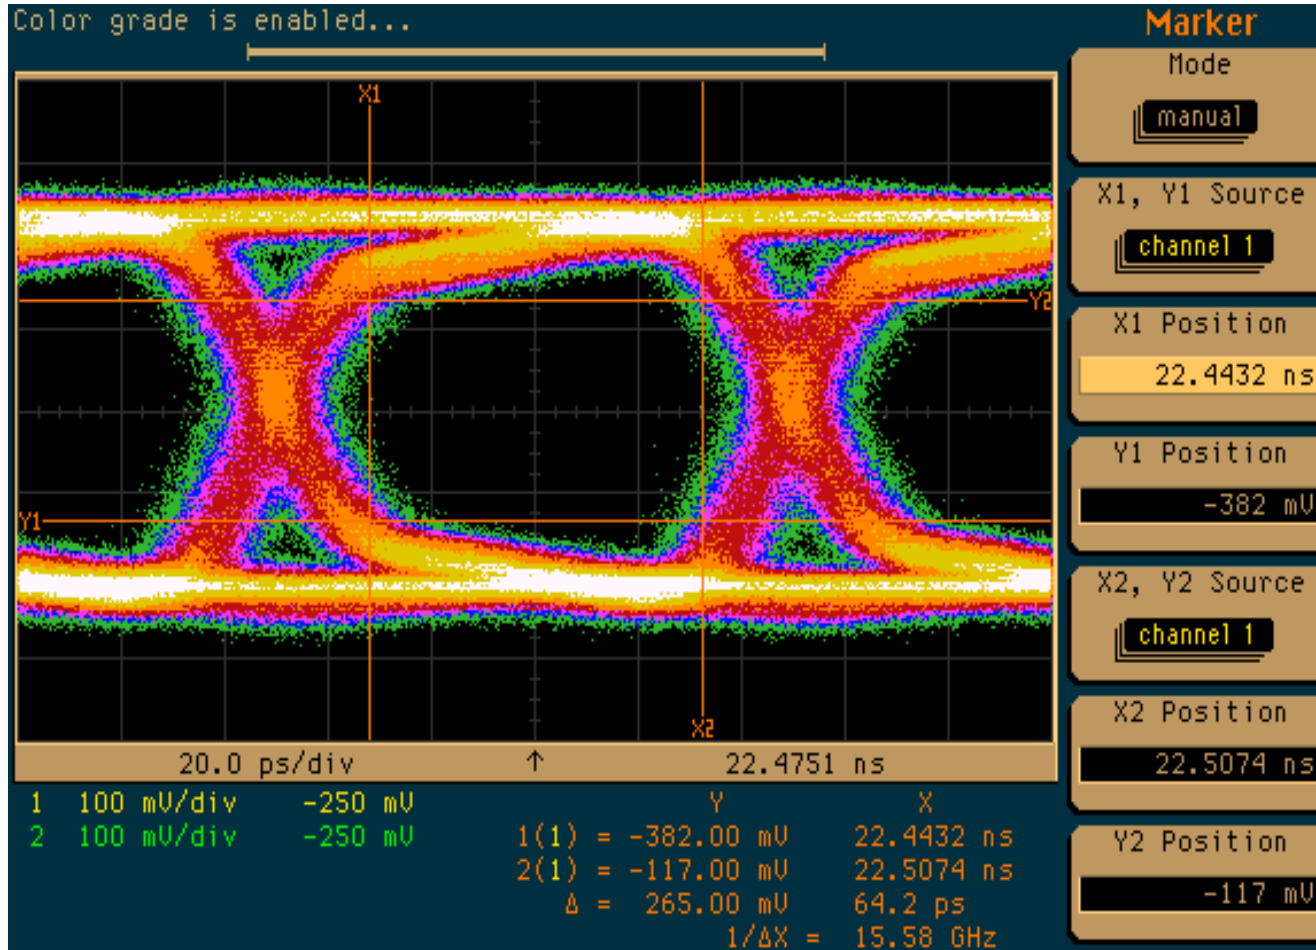 Color grade is enabled...
Marker
Mode
manual
X1, Y1 Source
channel 1
X1 Position
22.4432 ns
Y1 Position
-382 mV
X2, Y2 Source
channel 1
X2 Position
22.5074 ns
Y2 Position
-117 mV
X1
Y2
Y1
X2
20.0 ps/div ↑ 22.4751 ns
1 100 mV/div -250 mV
2 100 mV/div -250 mV
Y X
1(1) = -382.00 mV 22.4432 ns
2(1) = -117.00 mV 22.5074 ns
Δ = 265.00 mV 64.2 ps
1/ΔX = 15.58 GHz